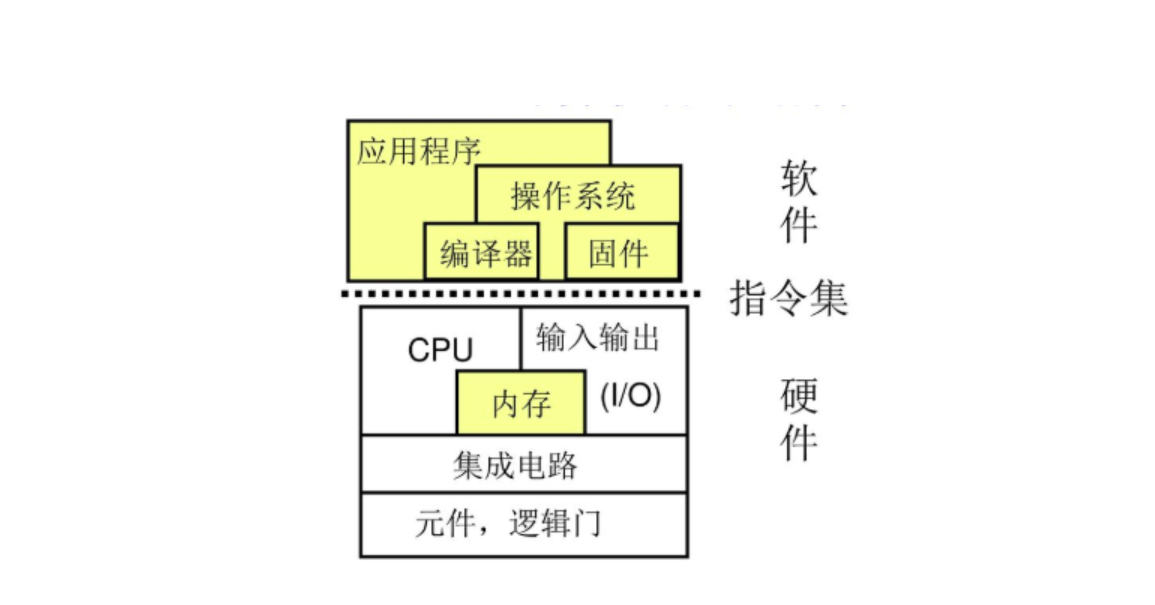 应用程序
操作系统
编译器
固件
软件
指令集
CPU
输入输出
(I/O)
内存
硬件
集成电路
元件，逻辑门